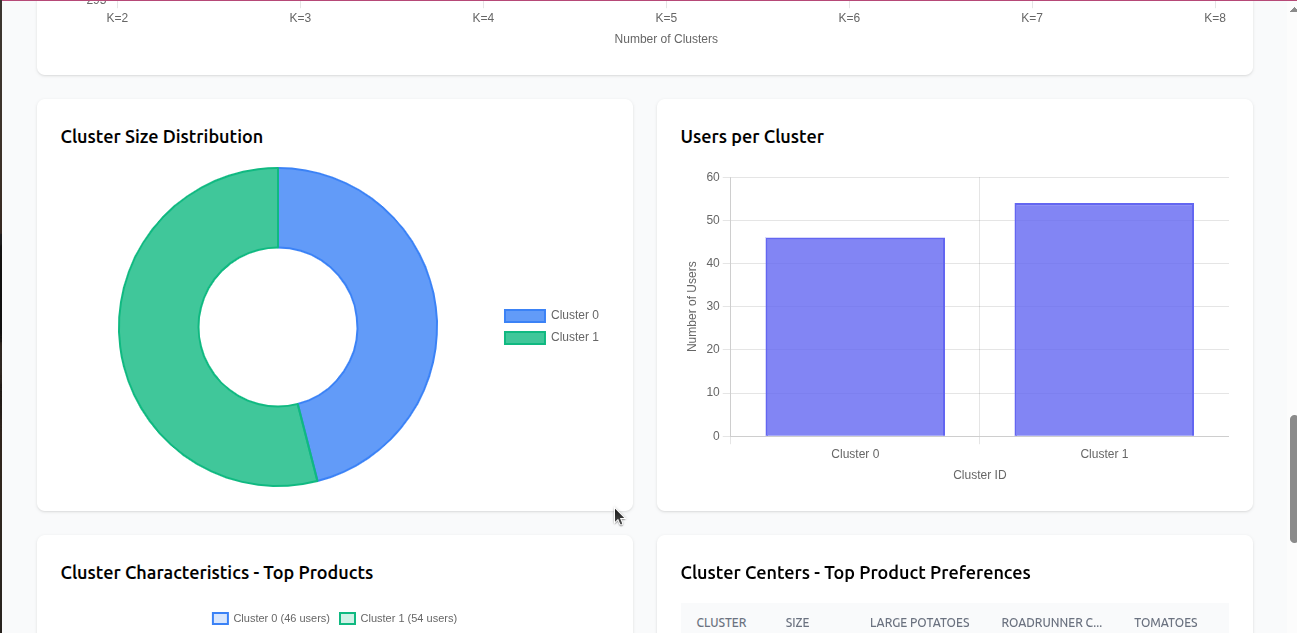 295
K=2 K=3 K=4 K=5 K=6 K=7 K=8
Number of Clusters
Cluster Size Distribution
Cluster 0
Cluster 1
Users per Cluster
60
50
40
30
20
10
0
Number of Users
Cluster 0 Cluster 1
Cluster ID
Cluster Characteristics - Top Products
Cluster 0 (46 users) Cluster 1 (54 users)
Cluster Centers - Top Product Preferences
CLUSTER SIZE LARGE POTATOES ROADRUNNER C... TOMATOES